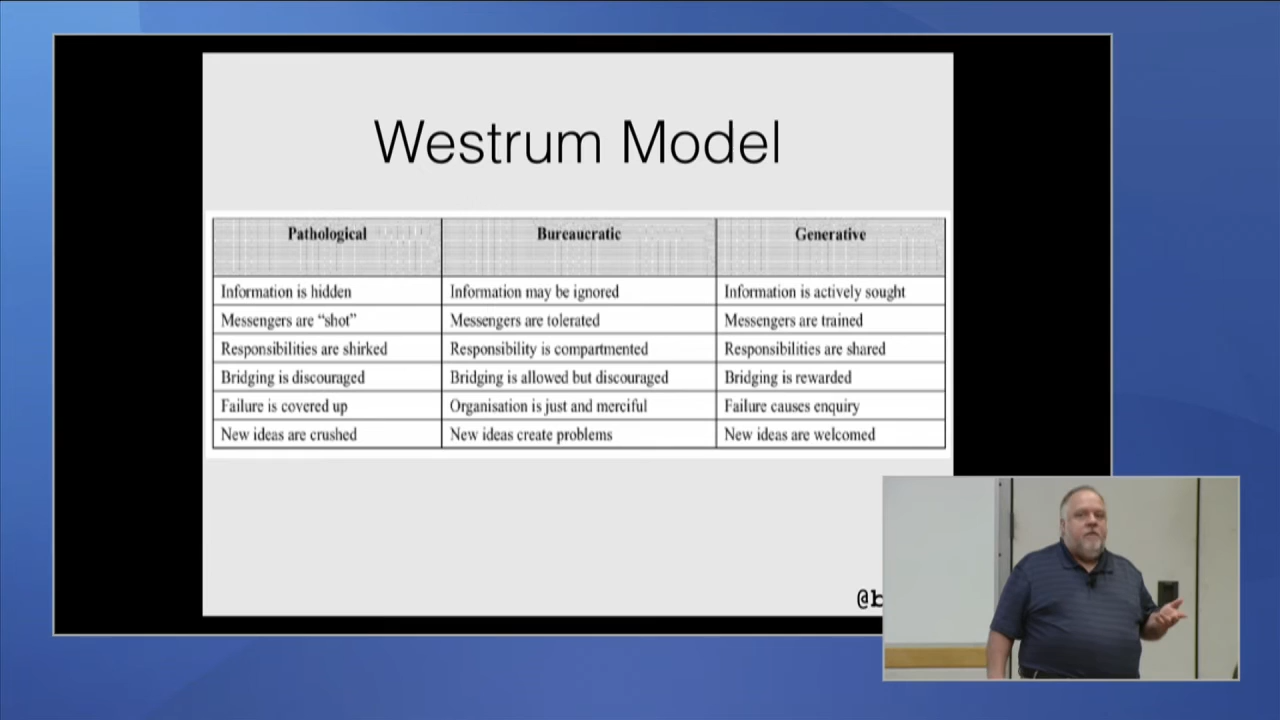 Westrum Model
Pathological Bureaucratic Generative
Information is hidden Information may be ignored Information is actively sought
Messengers are “shot” Messengers are tolerated Messengers are trained
Responsibilities are shirked Responsibility is compartmented Responsibilities are shared
Bridging is discouraged Bridging is allowed but discouraged Bridging is rewarded
Failure is covered up Organisation is just and merciful Failure causes enquiry
New ideas are crushed New ideas create problems New ideas are welcomed